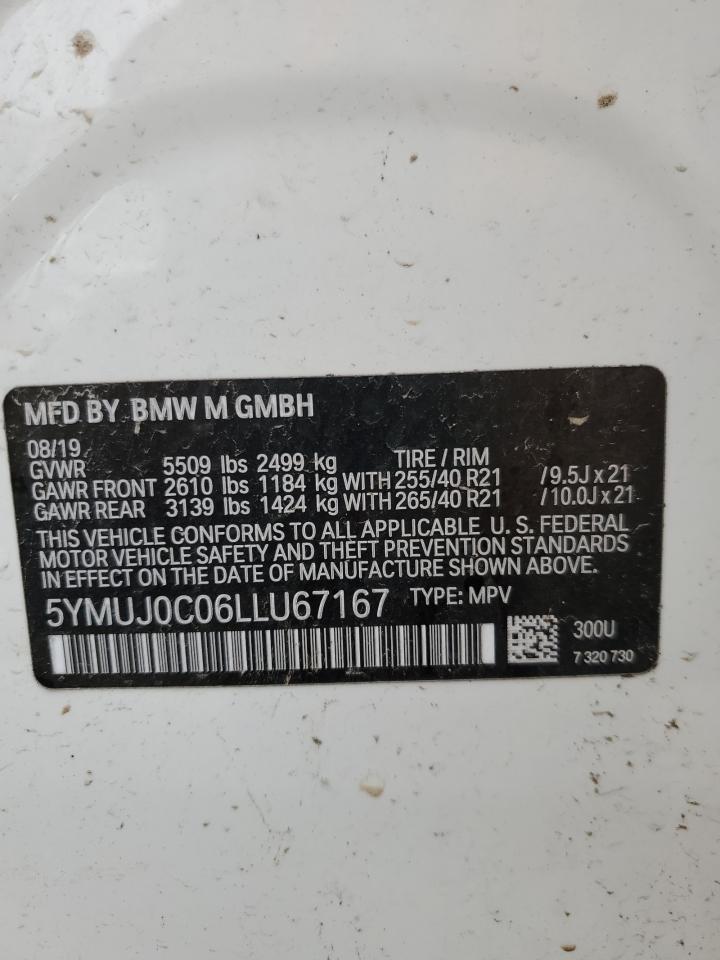 MFD BY BMW M GMBH
08/19
GVWR 5509 lbs 2499 kg TIRE / RIM
GAWR FRONT 2610 lbs 1184 kg WITH 255/40 R21 /9.5J x 21
GAWR REAR 3139 lbs 1424 kg WITH 265/40 R21 /10.0J x 21
THIS VEHICLE CONFORMS TO ALL APPLICABLE U. S. FEDERAL
MOTOR VEHICLE SAFETY AND THEFT PREVENTION STANDARDS
IN EFFECT ON THE DATE OF MANUFACTURE SHOWN ABOVE.
5YMUJ0C06LLU67167 TYPE: MPV
300U
7 320 730